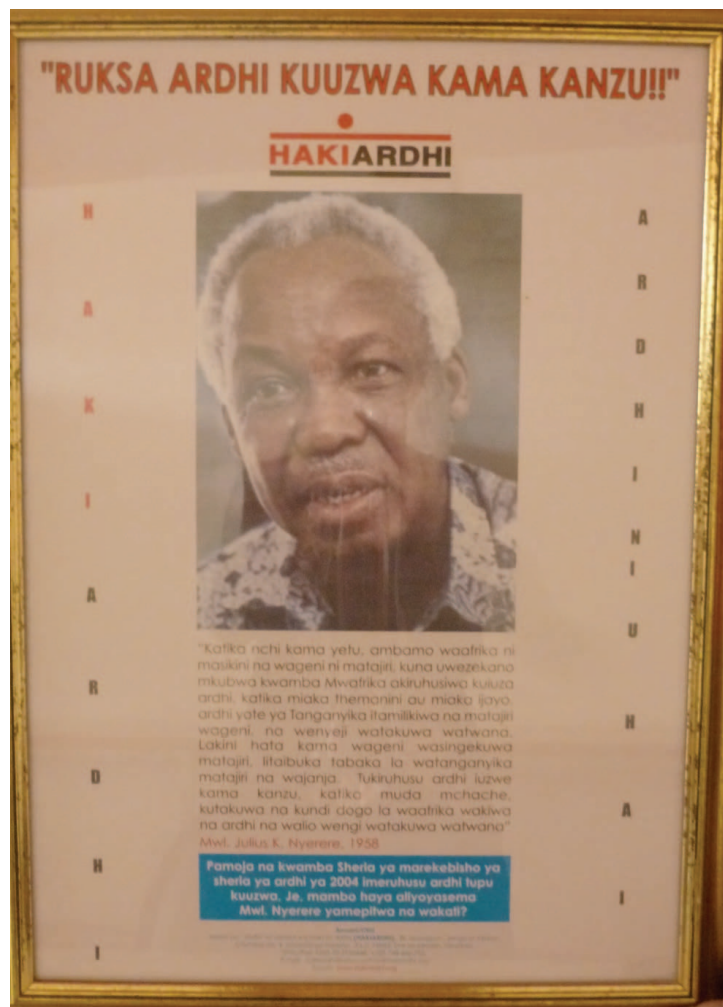 "RUKSA ARDHI KUUZWA KAMA KANZU!!"
HAKIARDHI
H A K I A R D H I
A R D H I N I U H A I
"Katika nchi kama yetu, ambamo waafrika ni
masikini na wageni ni matajiri, kuna uwezekano
mkubwa kwamba Mwafrika akiruhusiwa kuiuza
ardhi, katika miaka themanini au miaka ijayo,
ardhi yate ya Tanganyika itamilikiwa na matajiri
wageni, na wenyeji watakuwa watwana.
Lakini hata kama wageni wasingekuwa
matajiri, litaibuka tabaka la watanganyika
matajiri na wajanja. Tukiruhusu ardhi iuzwe
kama kanzu, katika muda mchache,
kutakuwa na kundi dogo la waafrika wakiwa
na ardhi na walio wengi watakuwa watwana"
Mwl. Julius K. Nyerere, 1958
Pamoja na kwamba Sheria ya marekebisho ya
sheria ya ardhi ya 2004 imeruhusu ardhi tupu
kuuzwa, Je, mambo haya aliyoyasema
Mwl. Nyerere yamepitwa na wakati?